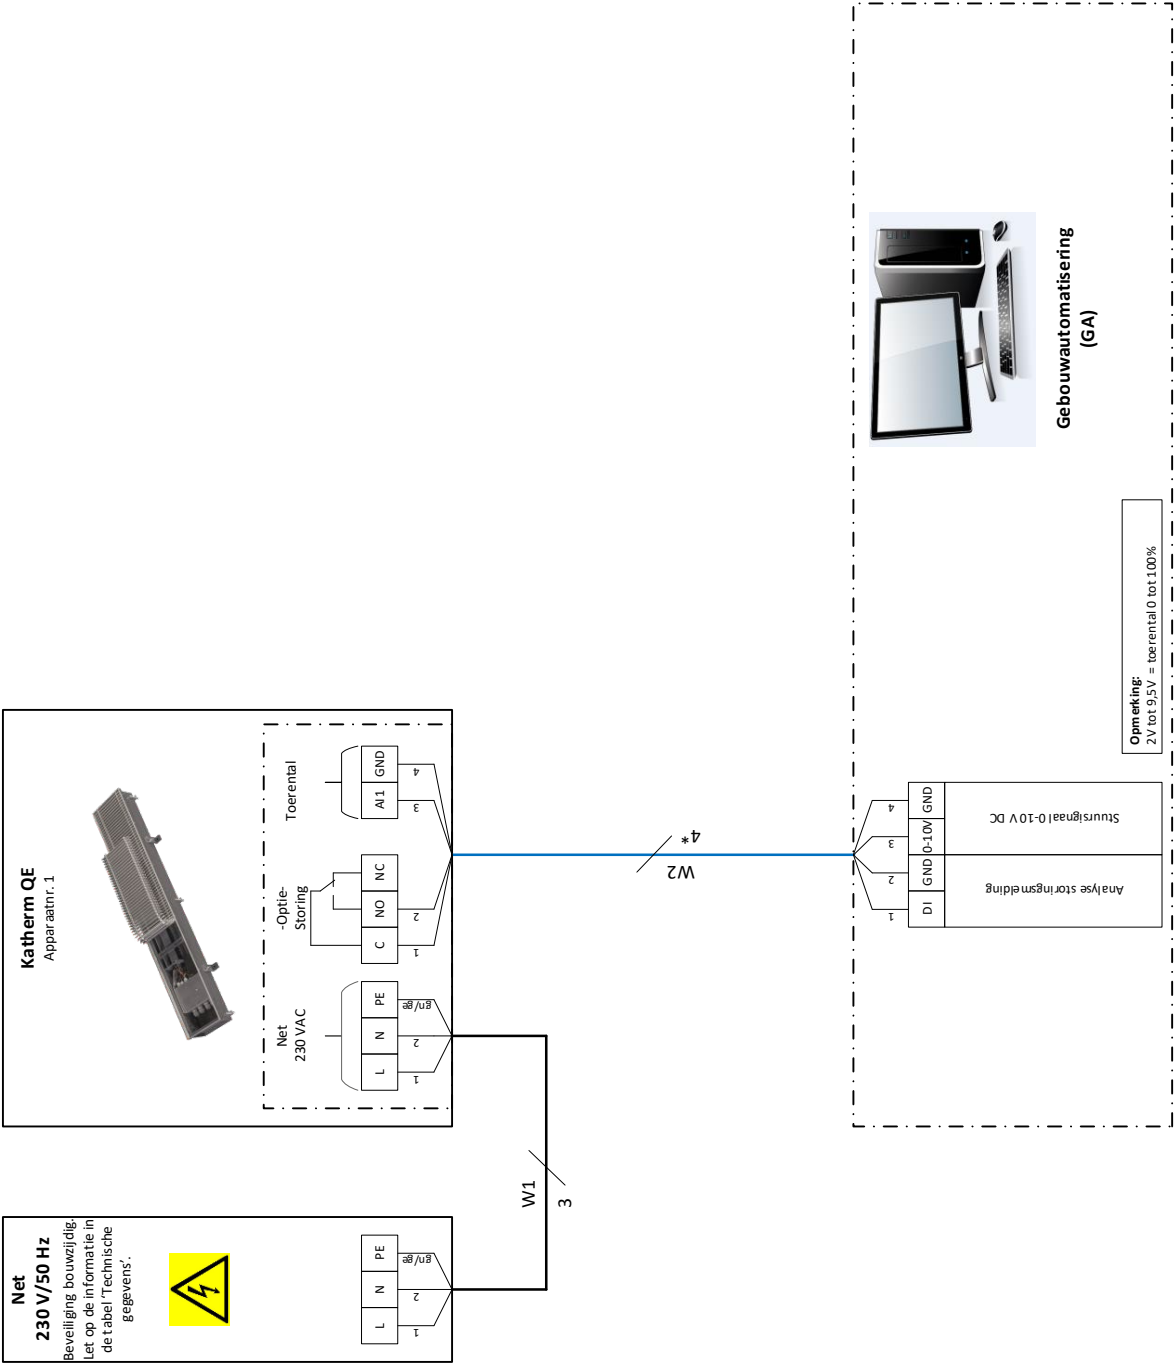 Net
230 V/50 Hz
Beveiliging bouwzijdig.
Let op de informatie in
de tabel 'Technische
gegevens'.
L N PE
1 2 gn/ge
W1
3
Katherm QE
Apparaatnr. 1
Net
230 VAC
L N PE
1 2 gn/ge
-Optie-
Storing
C NO NC
1 2
Toerental
AI1 GND
3 4
W2
4*
1 2 3 4
DI GND 0-10V GND
Analyse storingsmelding
Stuursignaal 0-10 V DC
Opmerking:
2V tot 9,5V = toerental 0 tot 100%
Gebouwautomatisering
(GA)